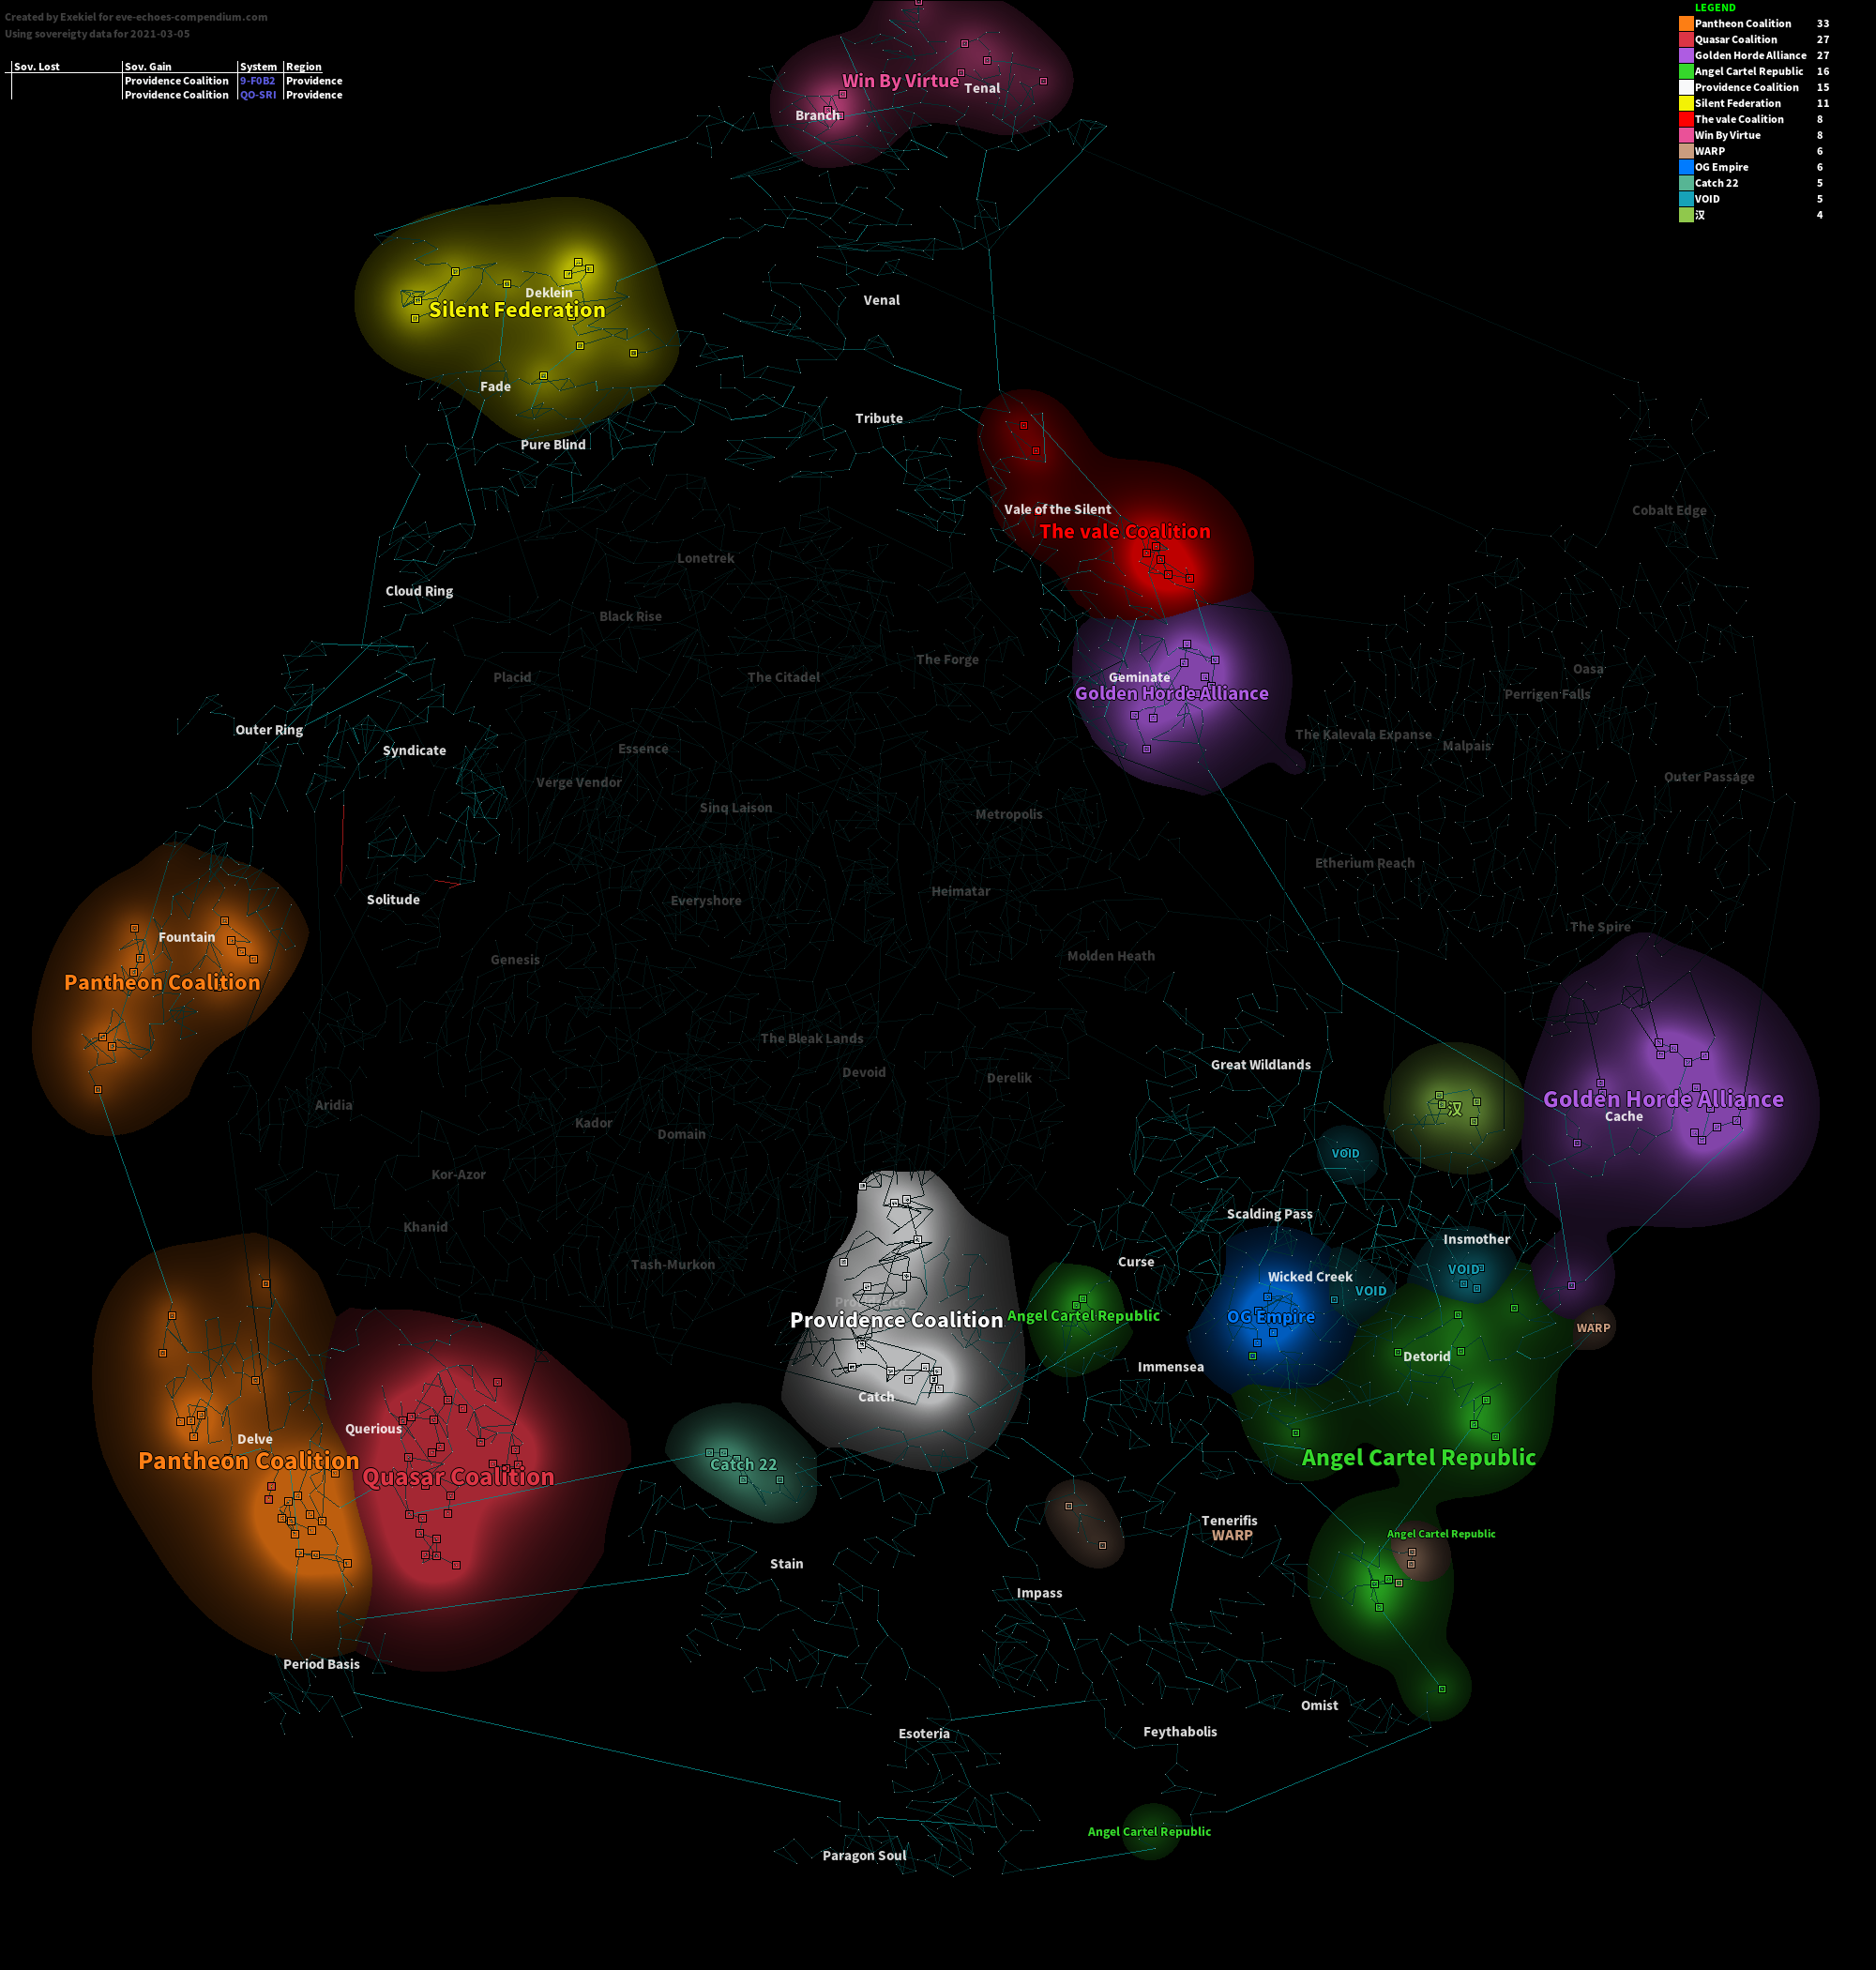 Created by Exekiel for eve-echoes-compendium.com
Using sovereigty data for 2021-03-05
Sov. Lost Sov. Gain System Region
Providence Coalition 9-F0B2 Providence
Providence Coalition QO-SRI Providence
LEGEND
Pantheon Coalition 33
Quasar Coalition 27
Golden Horde Alliance 27
Angel Cartel Republic 16
Providence Coalition 15
Silent Federation 11
The vale Coalition 8
Win By Virtue 8
WARP 6
OG Empire 6
Catch 22 5
VOID 5
汉 4
Win By Virtue
Tenal
Branch
Deklein
Venal
Silent Federation
Fade
Tribute
Pure Blind
Vale of the Silent
Cobalt Edge
The vale Coalition
Lonetrek
Cloud Ring
Black Rise
The Forge
Oasa
Placid
The Citadel
Geminate
Golden Horde Alliance
Perrigen Falls
Outer Ring
The Kalevala Expanse
Malpais
Syndicate
Essence
Outer Passage
Verge Vendor
Sinq Laison
Metropolis
Etherium Reach
Heimatar
Solitude
Everyshore
The Spire
Fountain
Molden Heath
Genesis
Pantheon Coalition
The Bleak Lands
Great Wildlands
Devoid
Derelik
Golden Horde Alliance
Aridia
汉
Cache
Kador
Domain
VOID
Kor-Azor
Scalding Pass
Khanid
Insmother
Curse
Tash-Murkon
VOID
Wicked Creek
VOID
Providence Coalition
Angel Cartel Republic
OG Empire
WARP
Detorid
Immensea
Catch
Querious
Delve
Pantheon Coalition
Angel Cartel Republic
Catch 22
Quasar Coalition
Tenerifis
WARP
Angel Cartel Republic
Stain
Impass
Period Basis
Omist
Esoteria
Feythabolis
Angel Cartel Republic
Paragon Soul